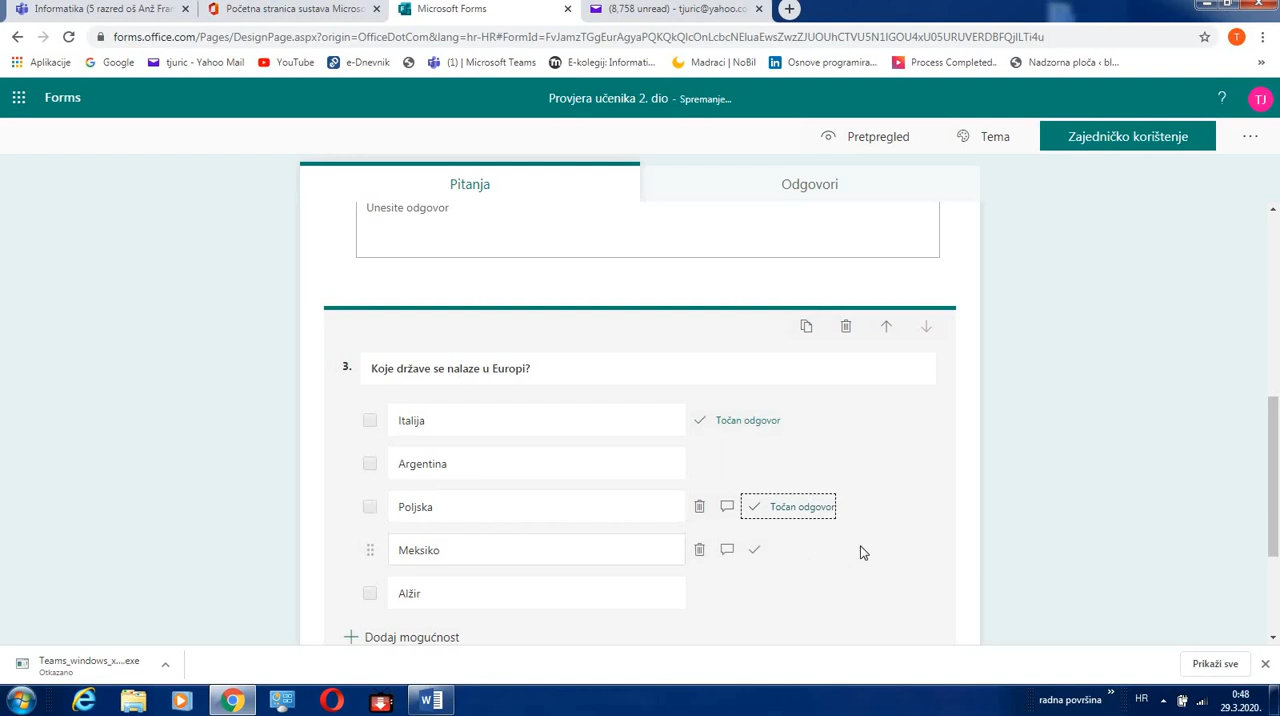 Informatika (5 razred oš Anž Fran
Početna stranica sustava Microso
Microsoft Forms
(8,758 unread) - tjuric@yahoo.co
forms.office.com/Pages/DesignPage.aspx?origin=OfficeDotCom&lang=hr-HR#FormId=
Aplikacije
Google
tjuric - Yahoo Mail
YouTube
e-Dnevnik
(1) | Microsoft Teams
E-kolegij: Informati...
Madraci | NoBil
Osnove programira...
Process Completed...
Nadzorna ploča ‹ bl...
»
Forms
Provjera učenika 2. dio - Spremanje...
?
TJ
Pretpregled
Tema
Zajedničko korištenje
...
Pitanja
Odgovori
Unesite odgovor
3. Koje države se nalaze u Europi?
Italija
Točan odgovor
Argentina
Poljska
Točan odgovor
Meksiko
Alžir
Dodaj mogućnost
Teams_windows_x....exe
Otkazano
Prikaži sve
radna površina
»
HR
0:48
29.3.2020.